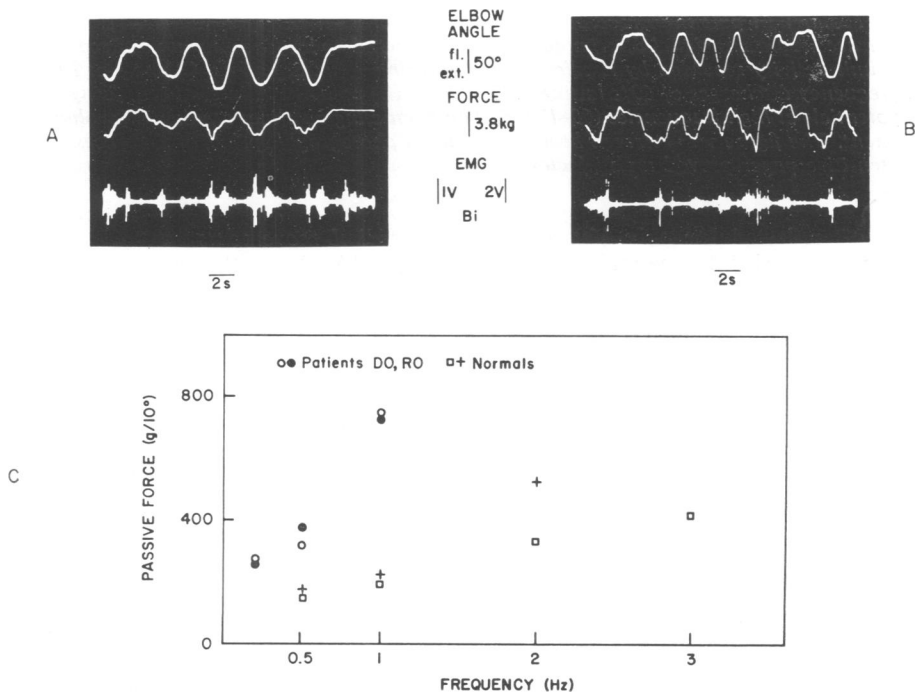 ELBOW
ANGLE
fl.
ext.
50°
FORCE
3.8kg
EMG
1V 2V
Bi
A
B
2s
2s
C
○● Patients DO, RO □+ Normals
PASSIVE FORCE (g/10°)
800
400
0
0.5 1 2 3
FREQUENCY (Hz)